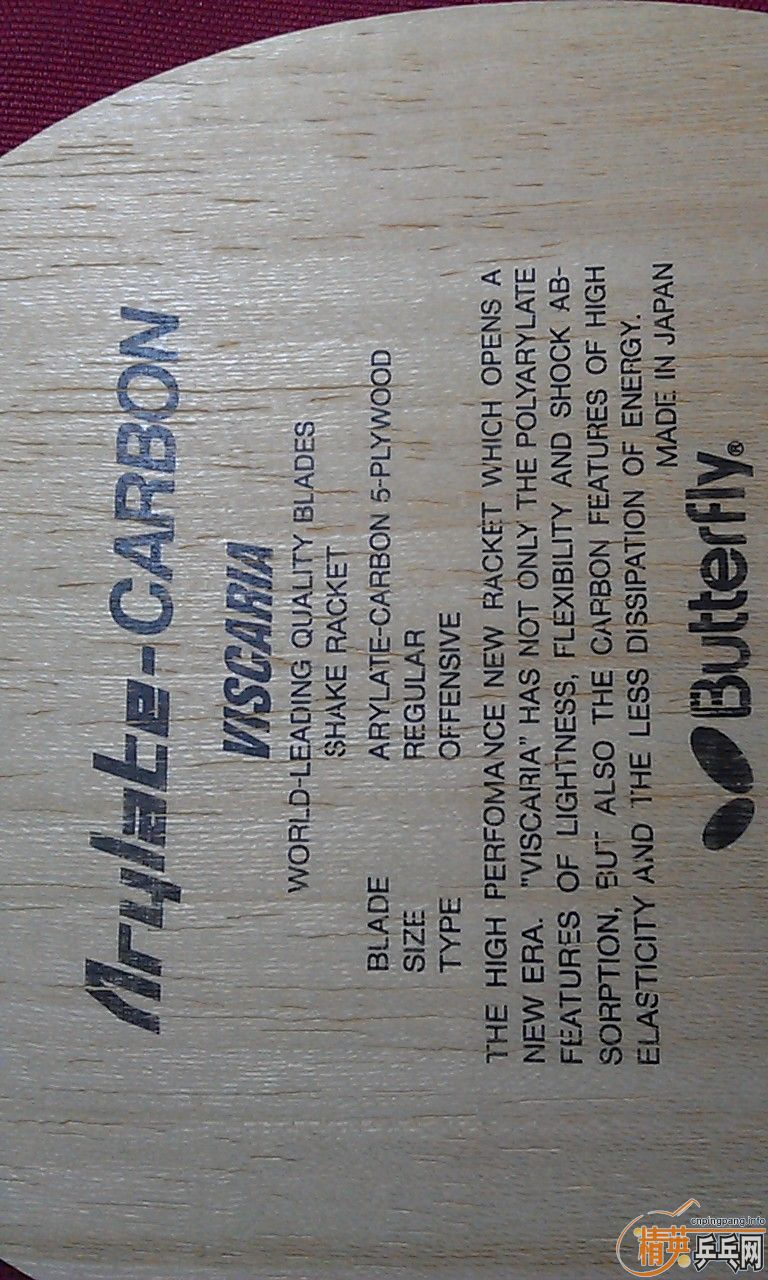 Arylate-CARBON
VISCARIA
WORLD-LEADING QUALITY BLADES
SHAKE RACKET
BLADE ARYLATE-CARBON 5-PLYWOOD
SIZE REGULAR
TYPE OFFENSIVE
THE HIGH PERFOMANCE NEW RACKET WHICH OPENS A
NEW ERA. "VISCARIA" HAS NOT ONLY THE POLYARYLATE
FEATURES OF LIGHTNESS, FLEXIBILITY AND SHOCK AB-
SORPTION, BUT ALSO THE CARBON FEATURES OF HIGH
ELASTICITY AND THE LESS DISSIPATION OF ENERGY.
MADE IN JAPAN
Butterfly®
cnpingpang.info
精英乒乓网